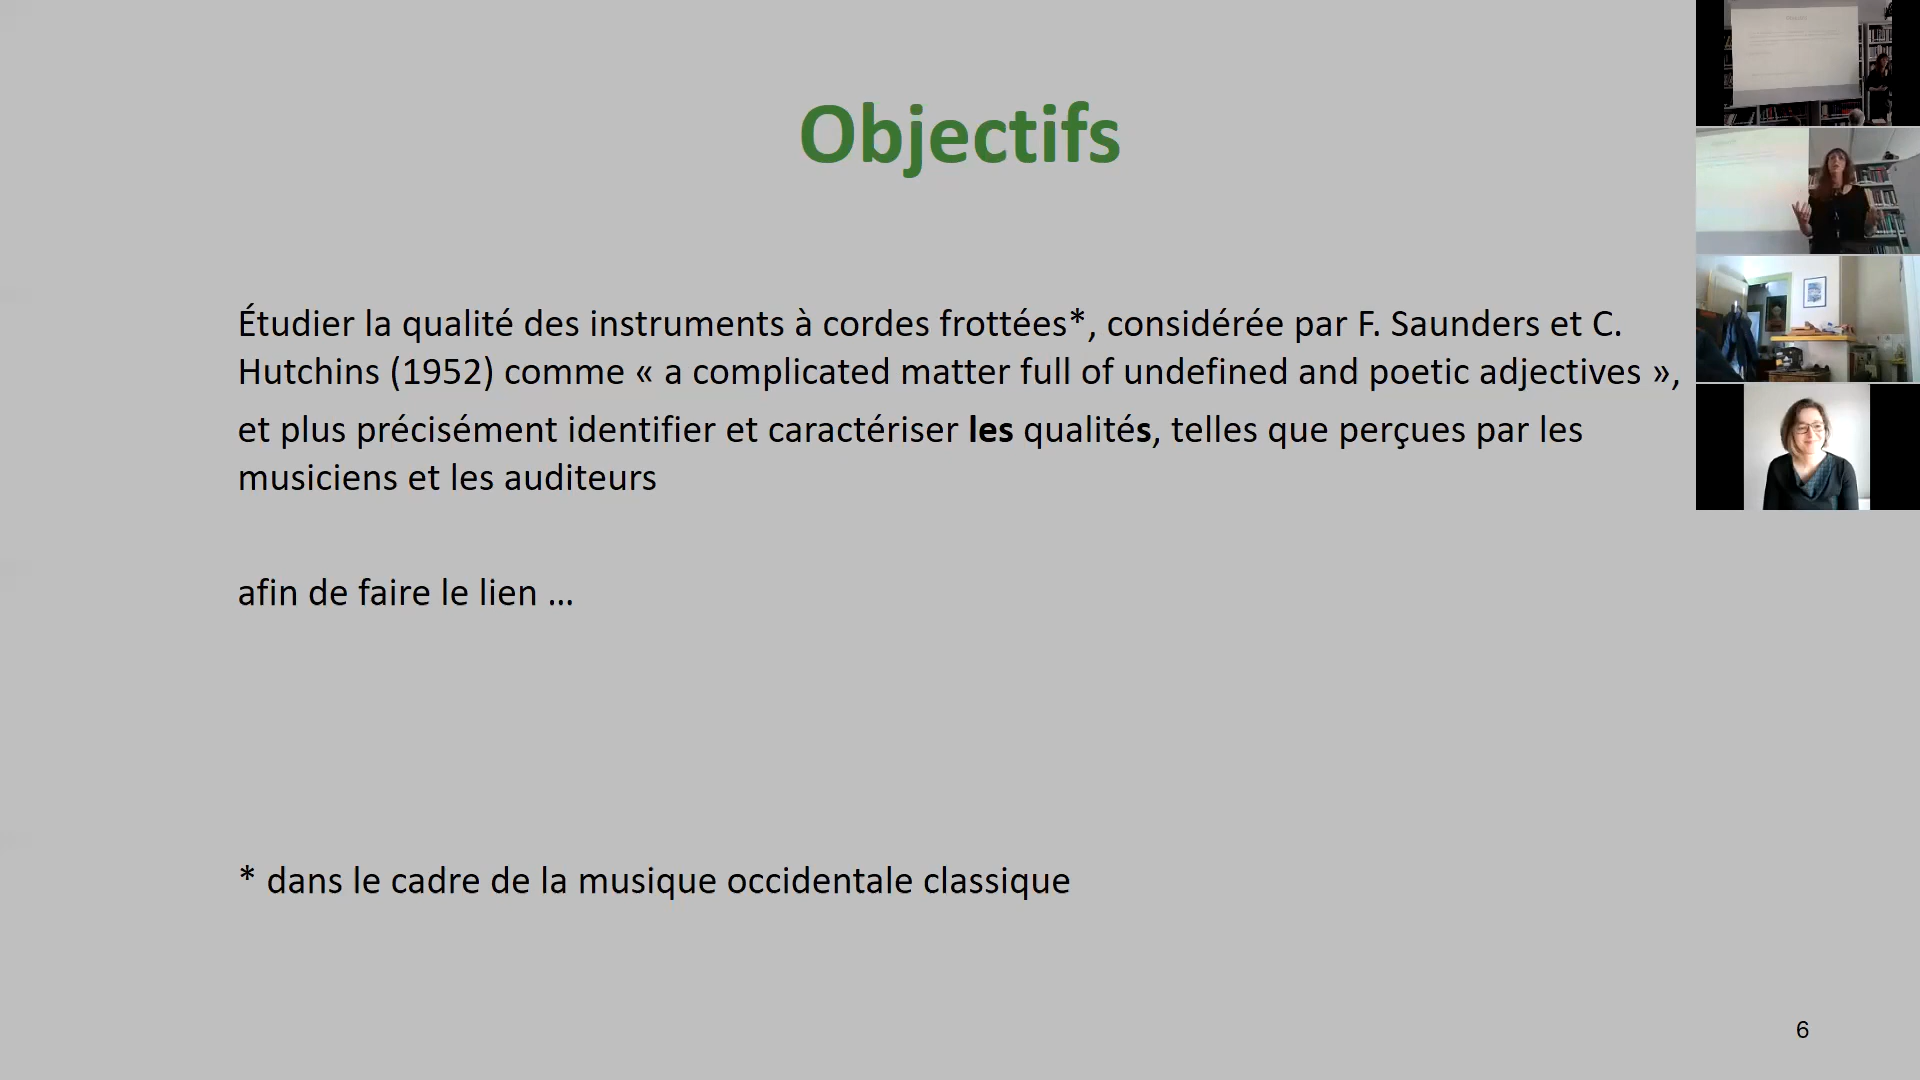 Objectifs
Étudier la qualité des instruments à cordes frottées*, considérée par F. Saunders et C.
Hutchins (1952) comme « a complicated matter full of undefined and poetic adjectives »,
et plus précisément identifier et caractériser les qualités, telles que perçues par les
musiciens et les auditeurs
afin de faire le lien ...
* dans le cadre de la musique occidentale classique
6